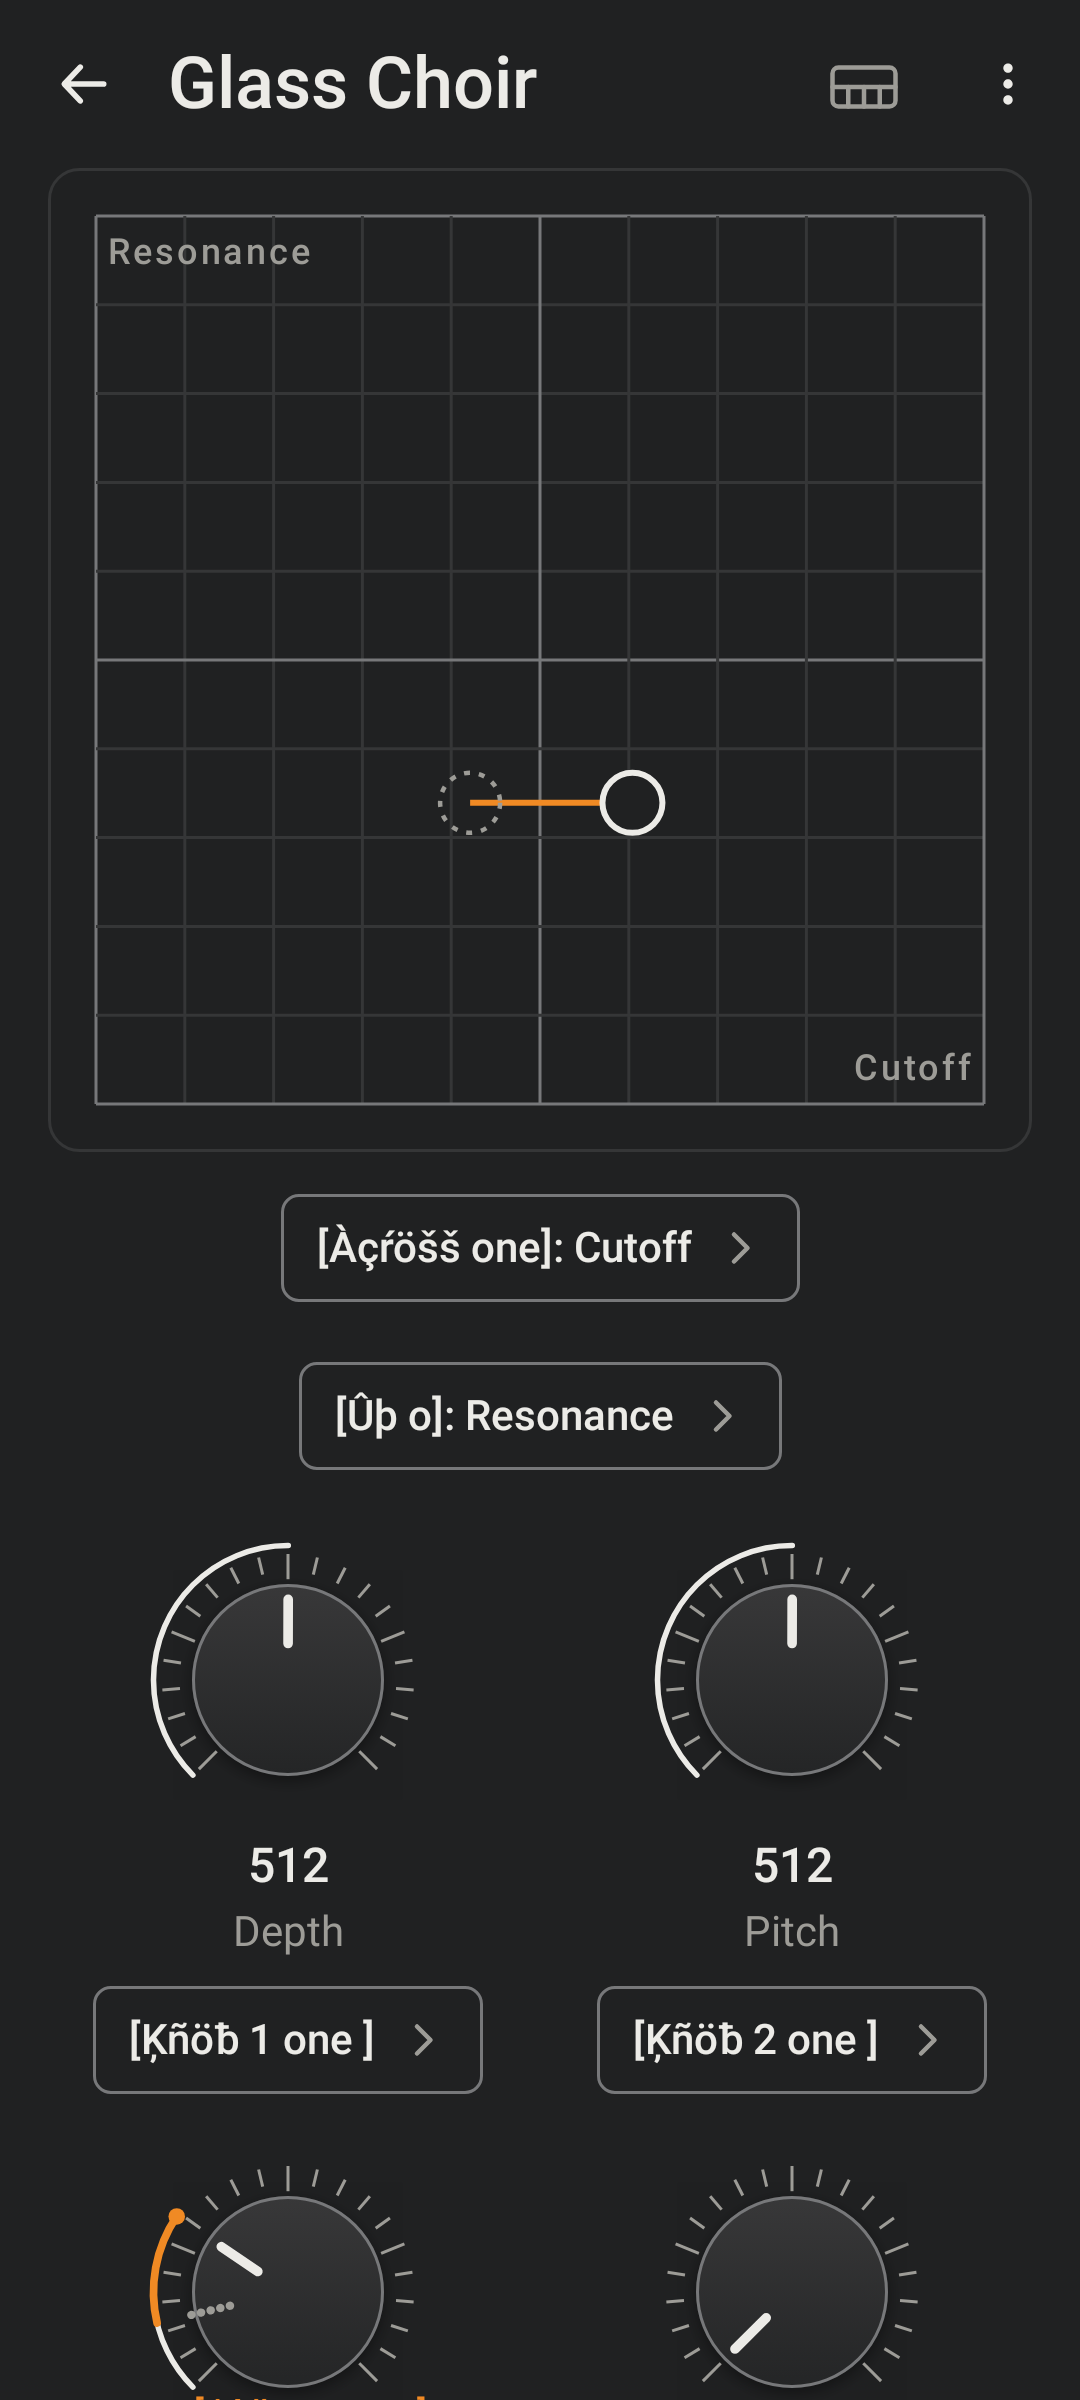 Glass Choir
Resonance
Cutoff
[Àçŕöšš one]: Cutoff
[Ûþ o]: Resonance
512
512
Depth
Pitch
[Ķñöƀ 1 one ]
[Ķñöƀ 2 one ]